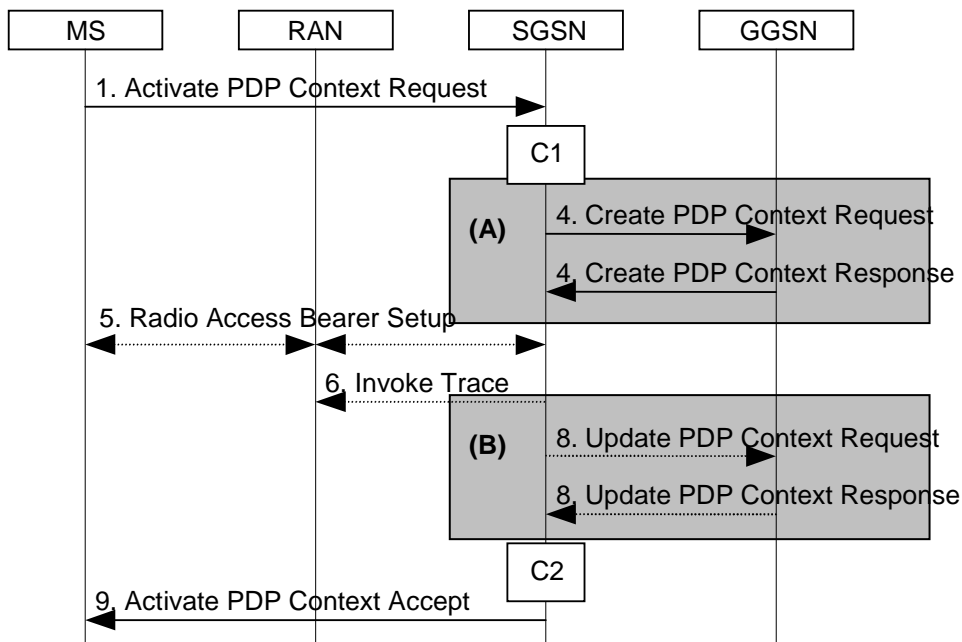 MS RAN SGSN GGSN
1. Activate PDP Context Request
C1
(A)
4. Create PDP Context Request
4. Create PDP Context Response
5. Radio Access Bearer Setup
6. Invoke Trace
(B)
8. Update PDP Context Request
8. Update PDP Context Response
C2
9. Activate PDP Context Accept